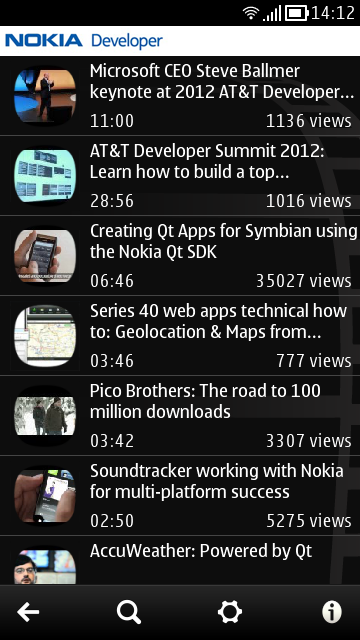 14:12
NOKIA Developer
Microsoft CEO Steve Ballmer
keynote at 2012 AT&T Developer...
11:00 1136 views
AT&T Developer Summit 2012:
Learn how to build a top...
28:56 1016 views
Creating Qt Apps for Symbian using
the Nokia Qt SDK
06:46 35027 views
Series 40 web apps technical how
to: Geolocation & Maps from...
03:46 777 views
Pico Brothers: The road to 100
million downloads
03:42 3307 views
Soundtracker working with Nokia
for multi-platform success
02:50 5275 views
AccuWeather: Powered by Qt